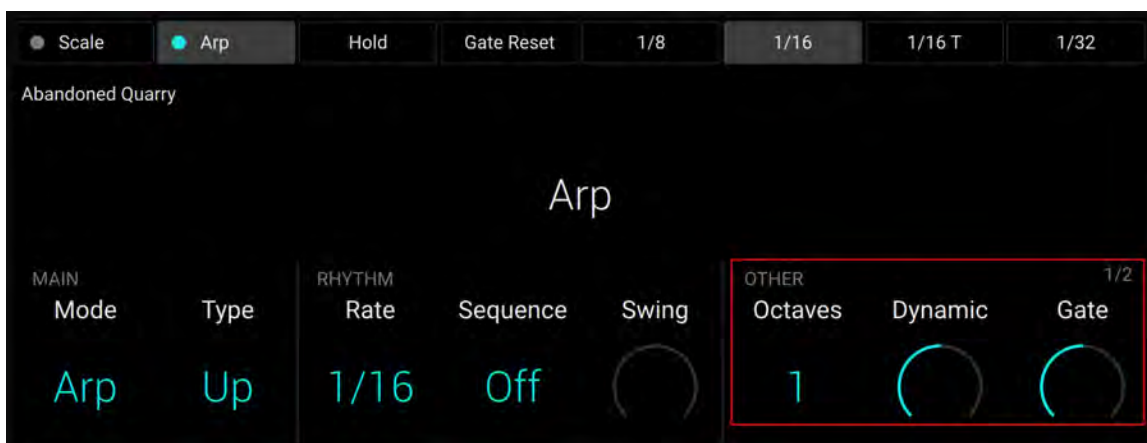 Scale Arp Hold Gate Reset 1/8 1/16 1/16 T 1/32
Abandoned Quarry
Arp
MAIN RHYTHM OTHER 1/2
Mode Type Rate Sequence Swing Octaves Dynamic Gate
Arp Up 1/16 Off 1